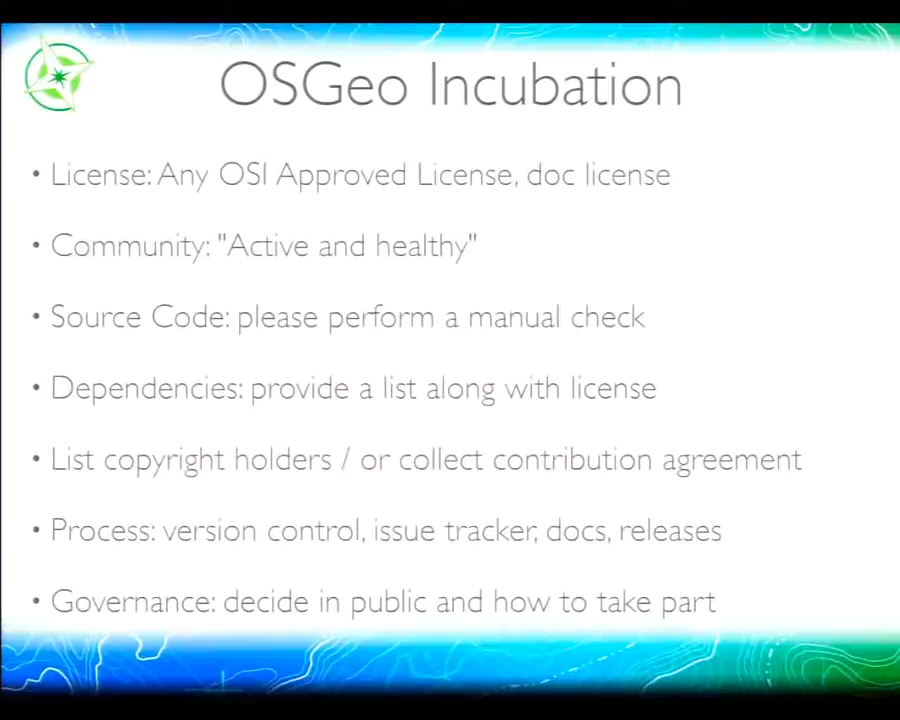 OSGeo Incubation
• License: Any OSI Approved License, doc license
• Community: "Active and healthy"
• Source Code: please perform a manual check
• Dependencies: provide a list along with license
• List copyright holders / or collect contribution agreement
• Process: version control, issue tracker, docs, releases
• Governance: decide in public and how to take part